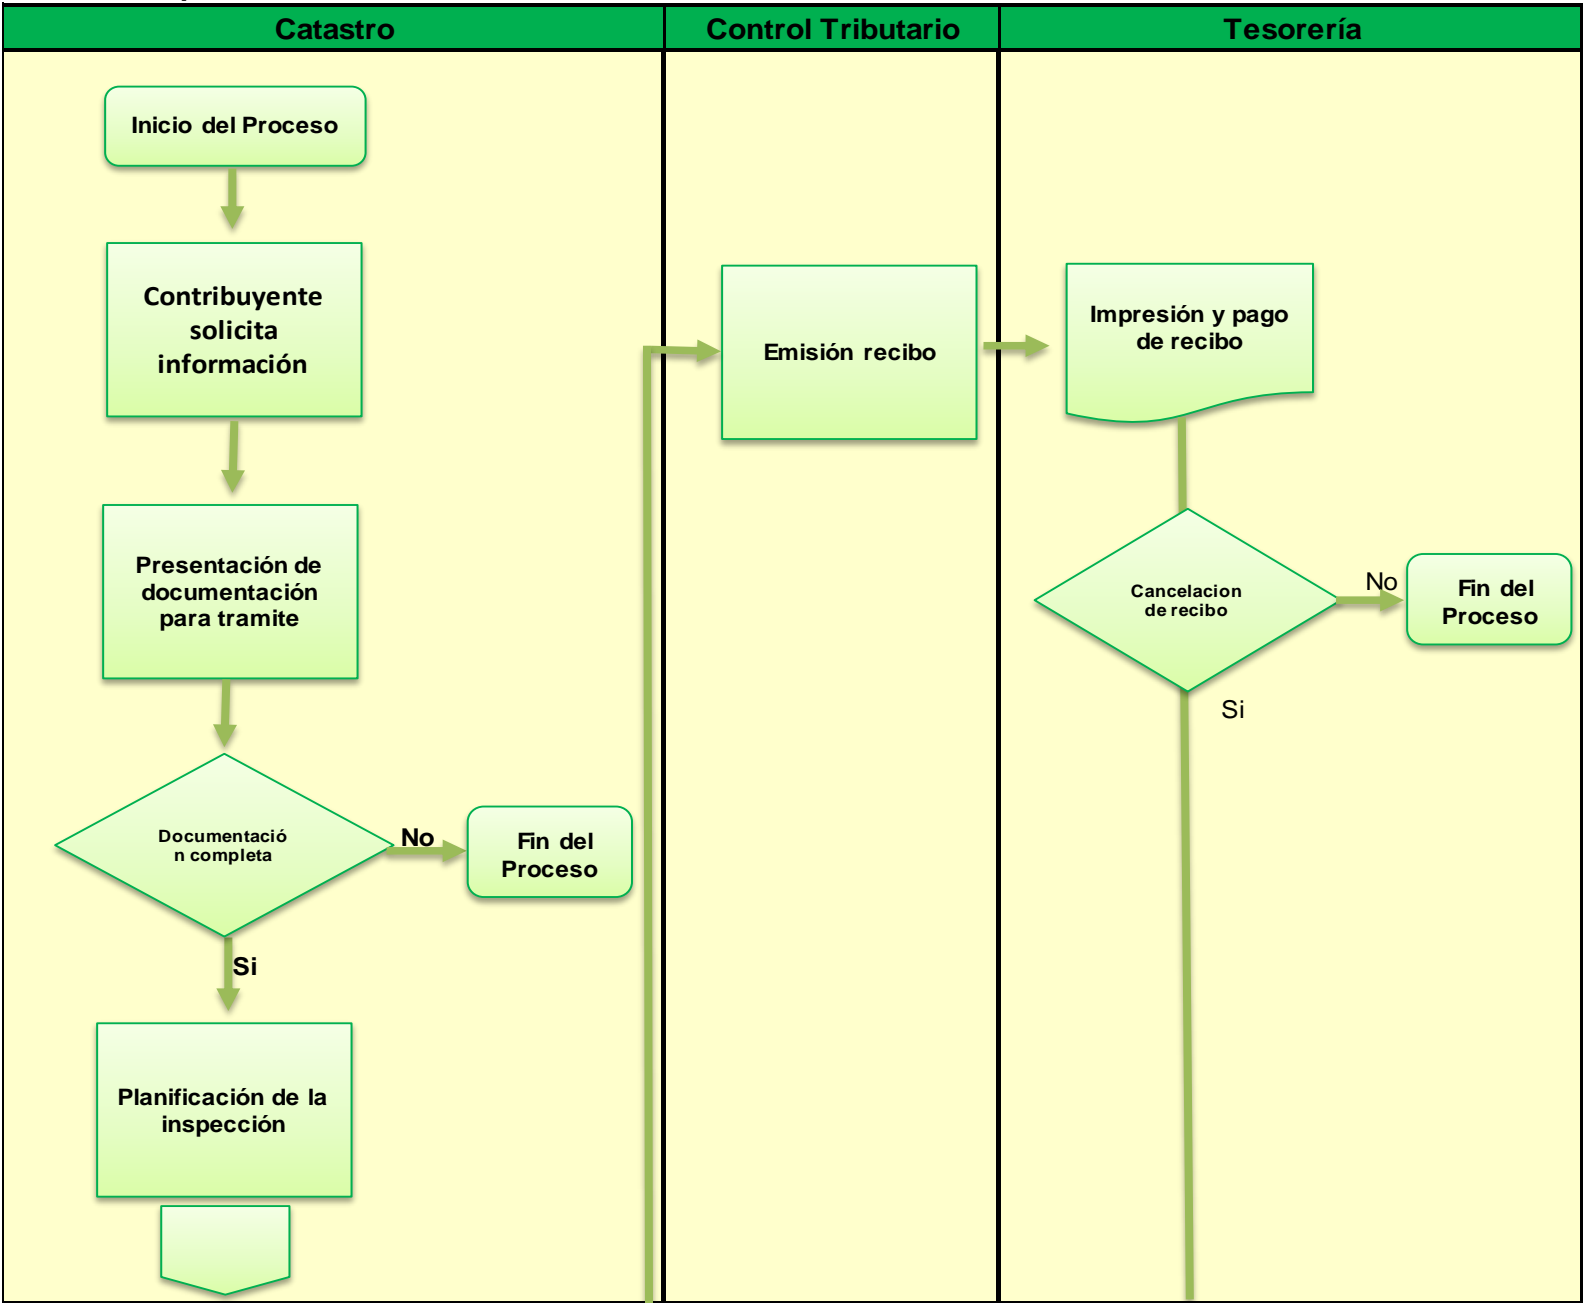 Catastro
Control Tributario
Tesorería
Inicio del Proceso
Contribuyente
solicita
información
Presentación de
documentación
para tramite
Documentació
n completa
No
Fin del
Proceso
Si
Planificación de la
inspección
Emisión recibo
Impresión y pago
de recibo
Cancelacion
de recibo
No
Fin del
Proceso
Si